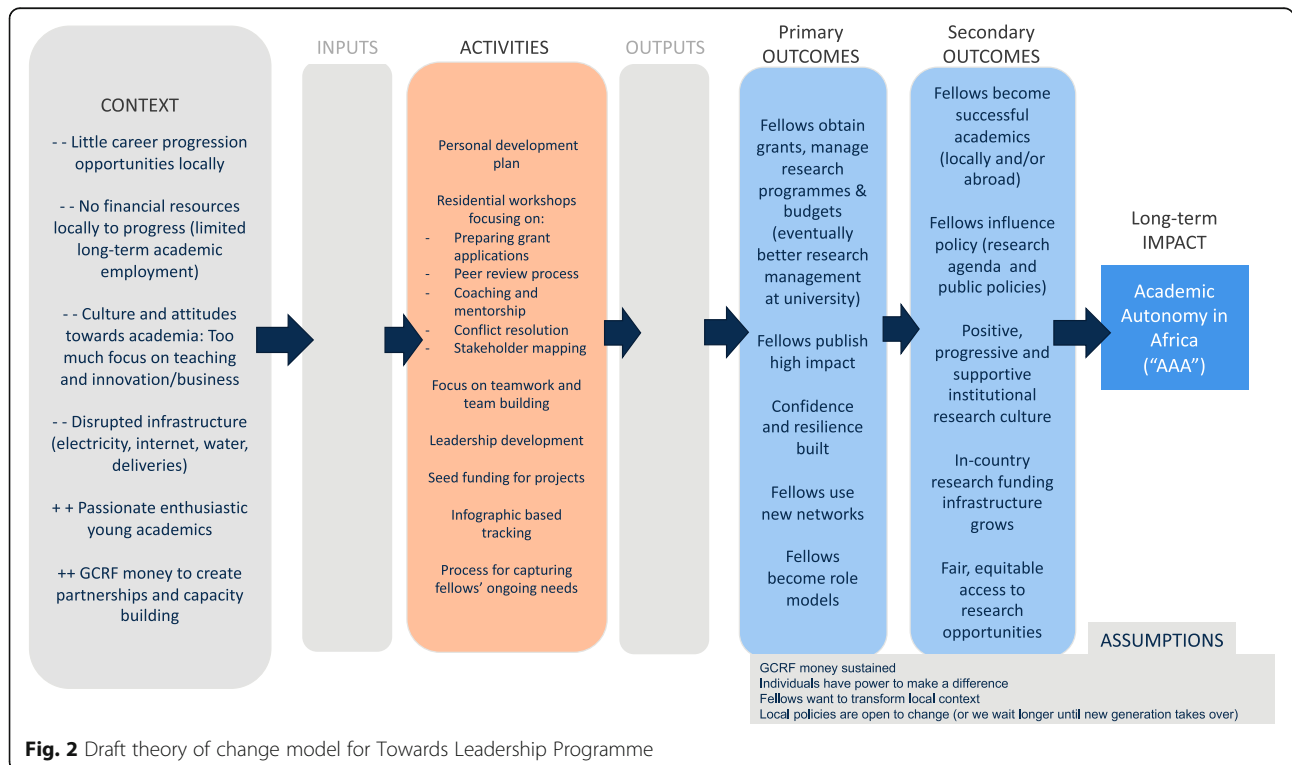 CONTEXT
- - Little career progression
opportunities locally
- - No financial resources
locally to progress (limited
long-term academic
employment)
- - Culture and attitudes
towards academia: Too
much focus on teaching
and innovation/business
- - Disrupted infrastructure
(electricity, internet, water,
deliveries)
+ + Passionate enthusiastic
young academics
++ GCRF money to create
partnerships and capacity
building
INPUTS
ACTIVITIES
Personal development
plan
Residential workshops
focusing on:
- Preparing grant
applications
- Peer review process
- Coaching and
mentorship
- Conflict resolution
- Stakeholder mapping
Focus on teamwork and
team building
Leadership development
Seed funding for projects
Infographic based
tracking
Process for capturing
fellows’ ongoing needs
OUTPUTS
Primary
OUTCOMES
Fellows obtain
grants, manage
research
programmes &
budgets
(eventually
better research
management
at university)
Fellows publish
high impact
Confidence
and resilience
built
Fellows use
new networks
Fellows
become role
models
Secondary
OUTCOMES
Fellows become
successful
academics
(locally and/or
abroad)
Fellows influence
policy (research
agenda and
public policies)
Positive,
progressive and
supportive
institutional
research culture
In-country
research funding
infrastructure
grows
Fair, equitable
access to
research
opportunities
Long-term
IMPACT
Academic
Autonomy in
Africa
(“AAA”)
ASSUMPTIONS
GCRF money sustained
Individuals have power to make a difference
Fellows want to transform local context
Local policies are open to change (or we wait longer until new generation takes over)
Fig. 2 Draft theory of change model for Towards Leadership Programme